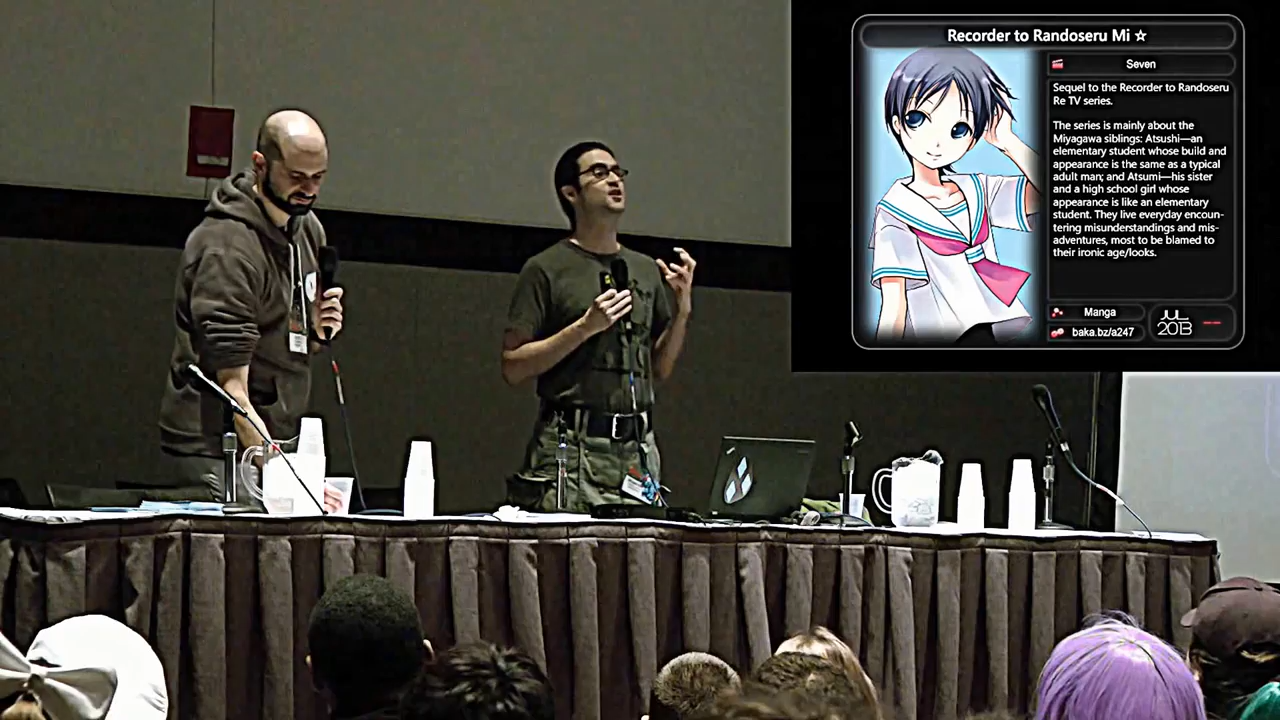 Recorder to Randoseru Mi ☆
Seven
Sequel to the Recorder to Randoseru
Re TV series.
The series is mainly about the
Miyagawa siblings: Atsushi—an
elementary student whose build and
appearance is the same as a typical
adult man; and Atsumi—his sister
and a high school girl whose
appearance is like an elementary
student. They live everyday encoun-
tering misunderstandings and mis-
adventures, most to be blamed to
their ironic age/looks.
Manga
baka.bz/a247
JUL
2013
--